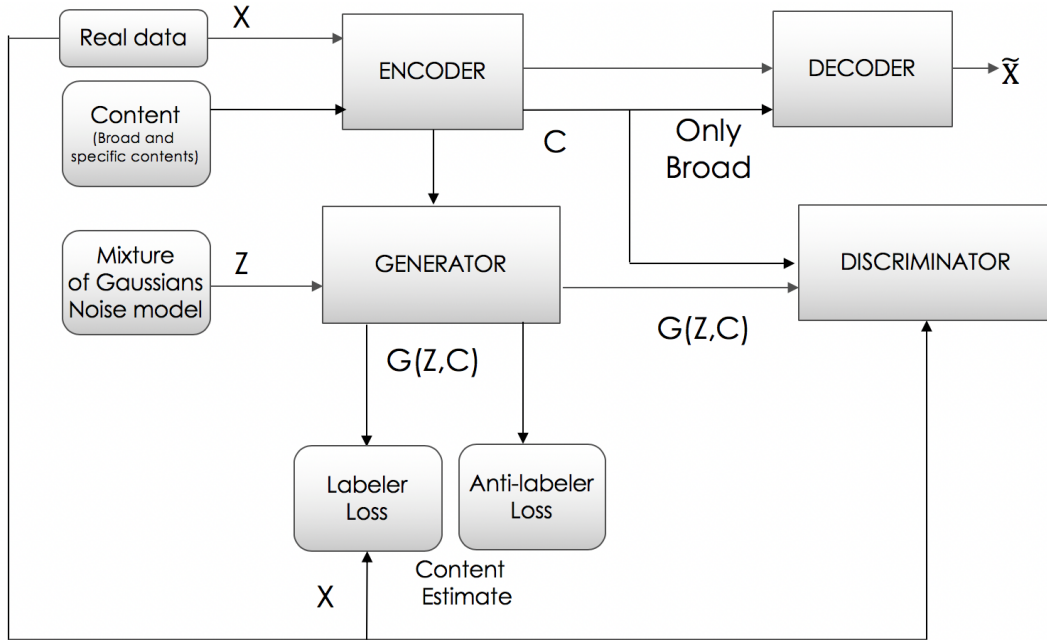 X
Real data
ENCODER
DECODER
X̃
Content
(Broad and
specific contents)
C
Only
Broad
Mixture
of Gaussians
Noise model
Z
GENERATOR
DISCRIMINATOR
G(Z,C)
G(Z,C)
Labeler
Loss
Anti-labeler
Loss
X
Content
Estimate